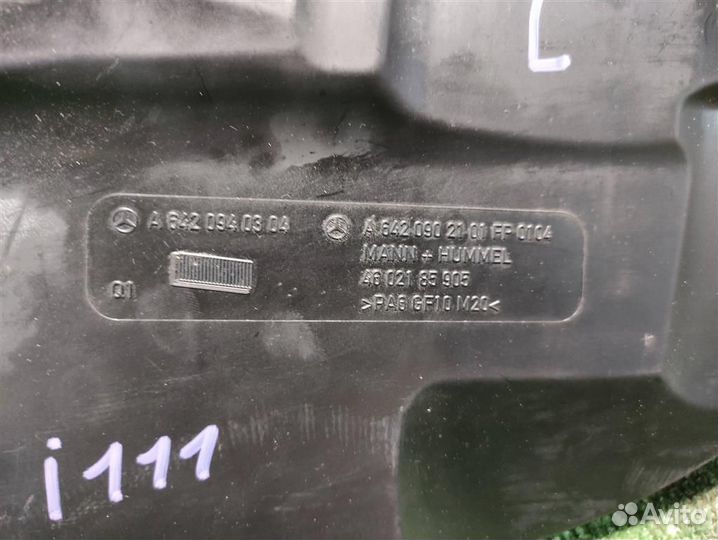 L
A 642 094 03 04
Q1
A 642 090 21 01 FP 0104
MANN + HUMMEL
46 021 85 905
>PA6 GF10 M20<
i111
Avito